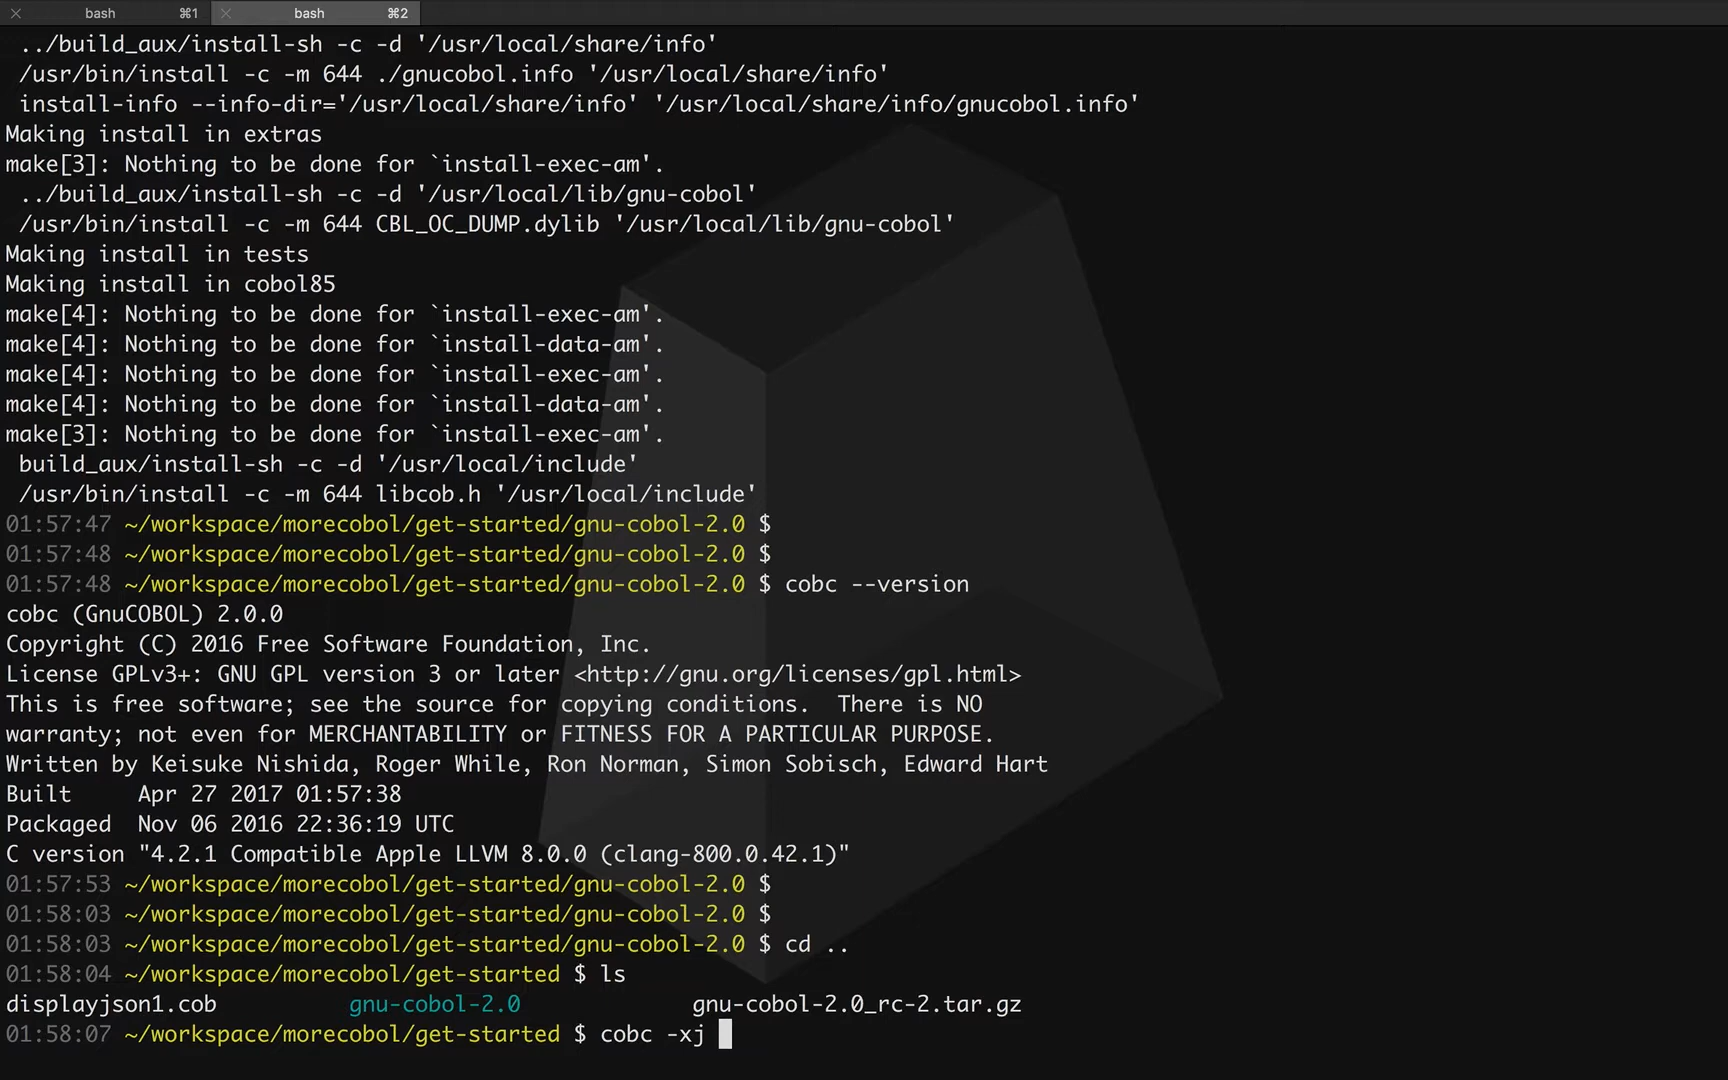 bash ⌘1 bash ⌘2
../build_aux/install-sh -c -d '/usr/local/share/info'
/usr/bin/install -c -m 644 ./gnucobol.info '/usr/local/share/info'
install-info --info-dir='/usr/local/share/info' '/usr/local/share/info/gnucobol.info'
Making install in extras
make[3]: Nothing to be done for `install-exec-am'.
../build_aux/install-sh -c -d '/usr/local/lib/gnu-cobol'
/usr/bin/install -c -m 644 CBL_OC_DUMP.dylib '/usr/local/lib/gnu-cobol'
Making install in tests
Making install in cobol85
make[4]: Nothing to be done for `install-exec-am'.
make[4]: Nothing to be done for `install-data-am'.
make[4]: Nothing to be done for `install-exec-am'.
make[4]: Nothing to be done for `install-data-am'.
make[3]: Nothing to be done for `install-exec-am'.
build_aux/install-sh -c -d '/usr/local/include'
/usr/bin/install -c -m 644 libcob.h '/usr/local/include'
01:57:47 ~/workspace/morecobol/get-started/gnu-cobol-2.0 $
01:57:48 ~/workspace/morecobol/get-started/gnu-cobol-2.0 $
01:57:48 ~/workspace/morecobol/get-started/gnu-cobol-2.0 $ cobc --version
cobc (GnuCOBOL) 2.0.0
Copyright (C) 2016 Free Software Foundation, Inc.
License GPLv3+: GNU GPL version 3 or later <http://gnu.org/licenses/gpl.html>
This is free software; see the source for copying conditions.  There is NO
warranty; not even for MERCHANTABILITY or FITNESS FOR A PARTICULAR PURPOSE.
Written by Keisuke Nishida, Roger While, Ron Norman, Simon Sobisch, Edward Hart
Built     Apr 27 2017 01:57:38
Packaged  Nov 06 2016 22:36:19 UTC
C version "4.2.1 Compatible Apple LLVM 8.0.0 (clang-800.0.42.1)"
01:57:53 ~/workspace/morecobol/get-started/gnu-cobol-2.0 $
01:58:03 ~/workspace/morecobol/get-started/gnu-cobol-2.0 $
01:58:03 ~/workspace/morecobol/get-started/gnu-cobol-2.0 $ cd ..
01:58:04 ~/workspace/morecobol/get-started $ ls
displayjson1.cob gnu-cobol-2.0 gnu-cobol-2.0_rc-2.tar.gz
01:58:07 ~/workspace/morecobol/get-started $ cobc -xj